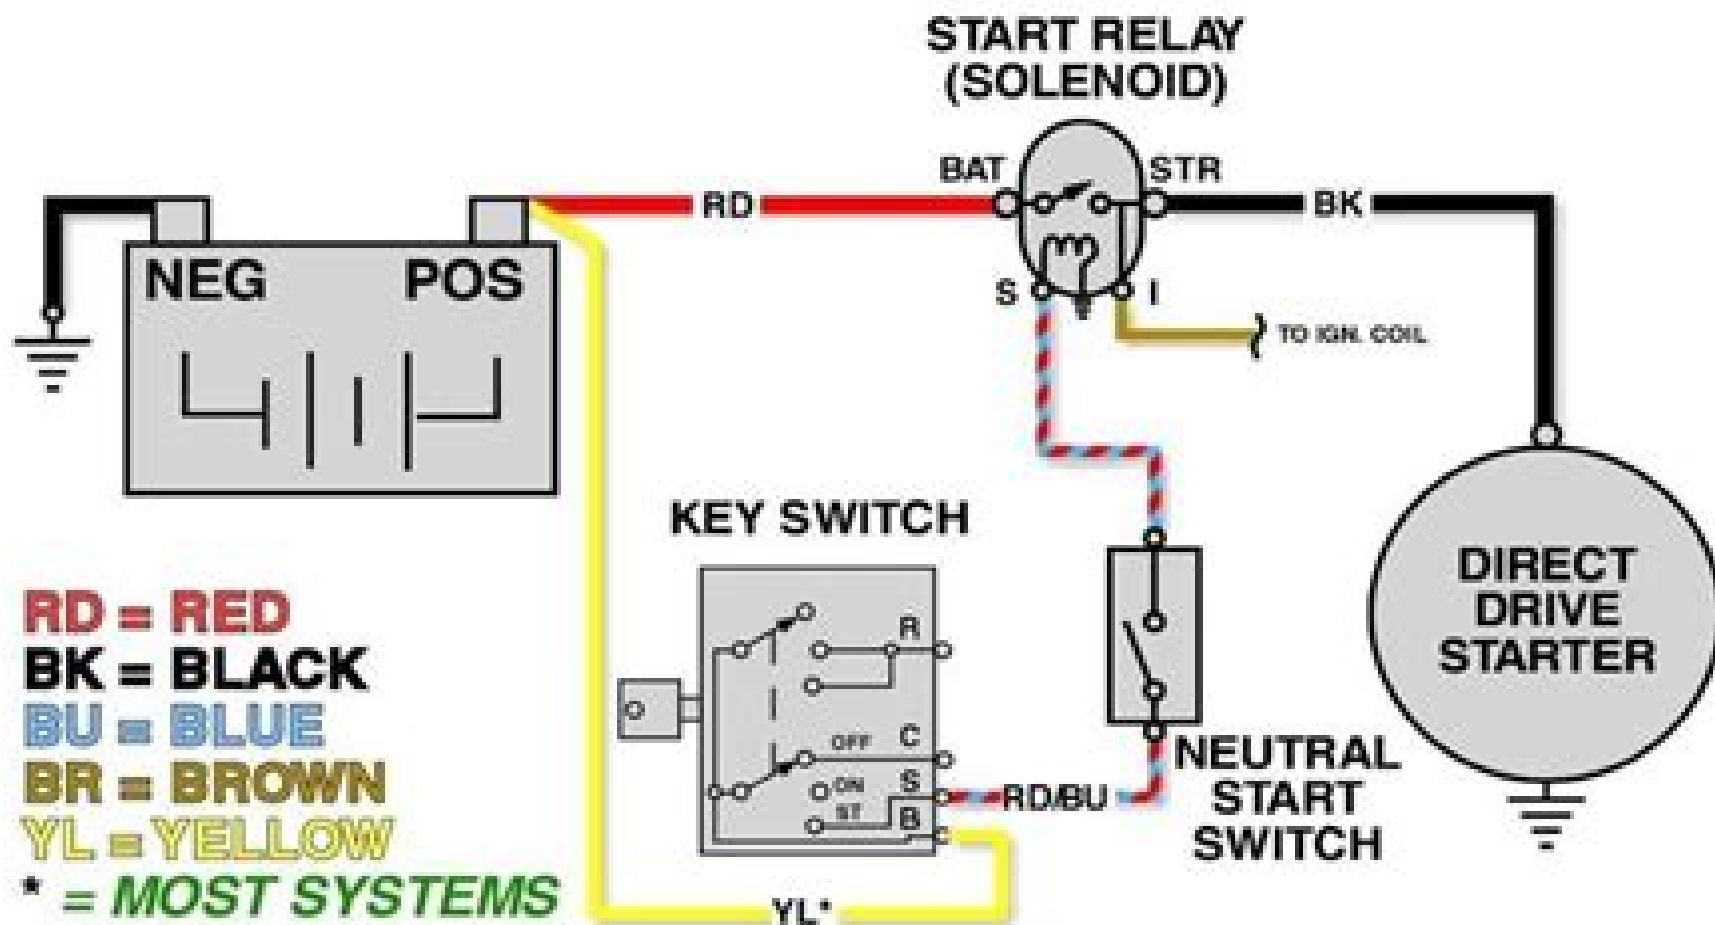 START RELAY
(SOLENOID)
BAT
STR
RD
BK
NEG
POS
S
I
TO IGN. COIL
KEY SWITCH
DIRECT
DRIVE
STARTER
RD = RED
BK = BLACK
BU = BLUE
BR = BROWN
YL = YELLOW
* = MOST SYSTEMS
R
OFF
C
ON
S
ST
B
RD/BU
NEUTRAL
START
SWITCH
YL*